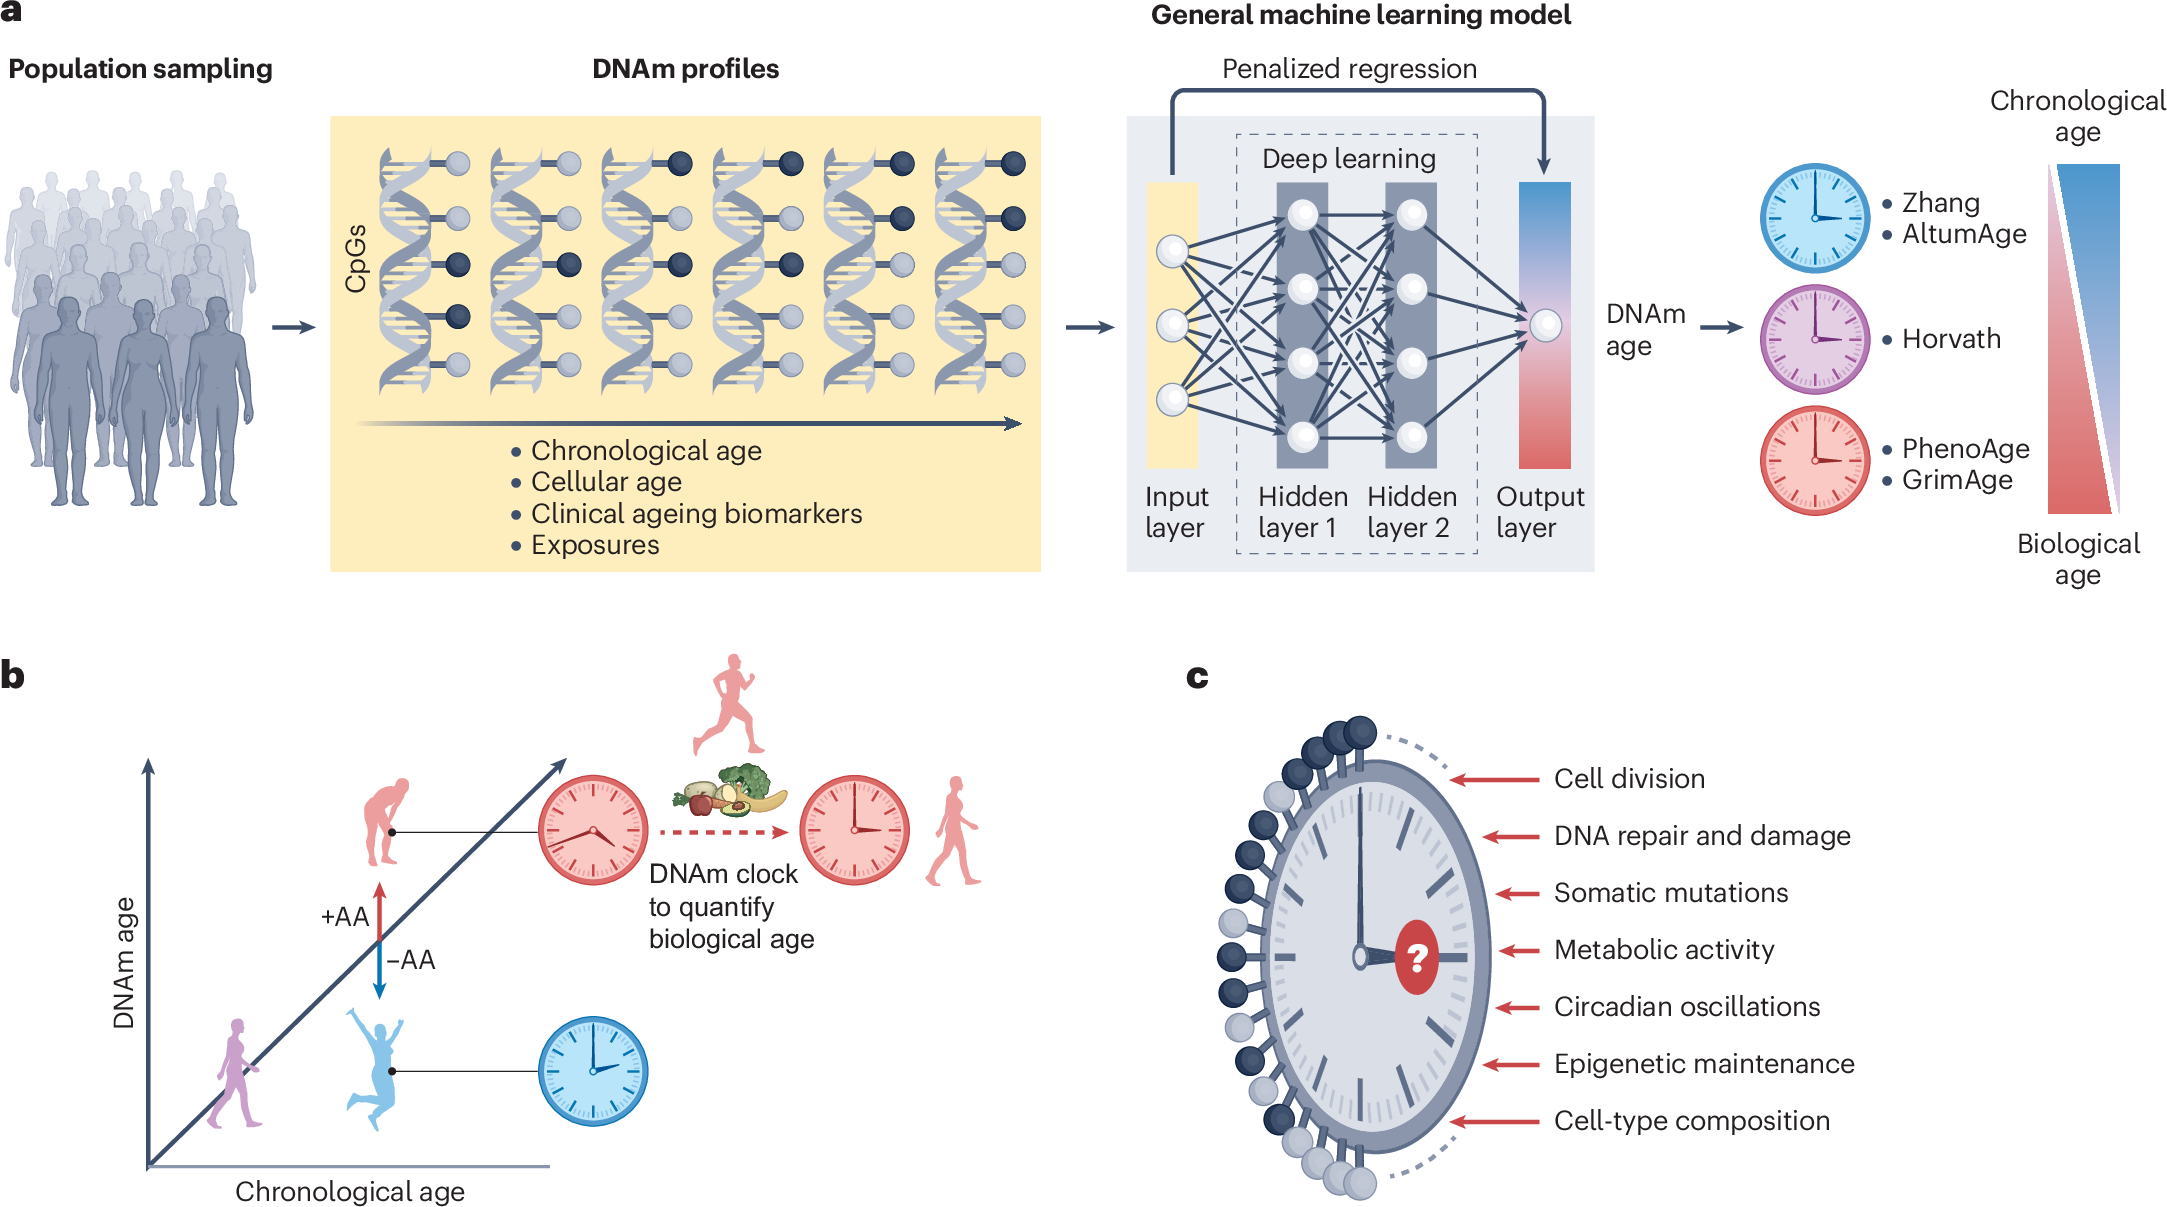 a
General machine learning model
Population sampling
DNAm profiles
Penalized regression
CpGs
• Chronological age
• Cellular age
• Clinical ageing biomarkers
• Exposures
Deep learning
Input
layer
Hidden
layer 1
Hidden
layer 2
Output
layer
DNAm
age
• Zhang
• AltumAge
• Horvath
• PhenoAge
• GrimAge
Chronological
age
Biological
age
b
DNAm age
Chronological age
+AA
–AA
DNAm clock
to quantify
biological age
c
?
Cell division
DNA repair and damage
Somatic mutations
Metabolic activity
Circadian oscillations
Epigenetic maintenance
Cell-type composition